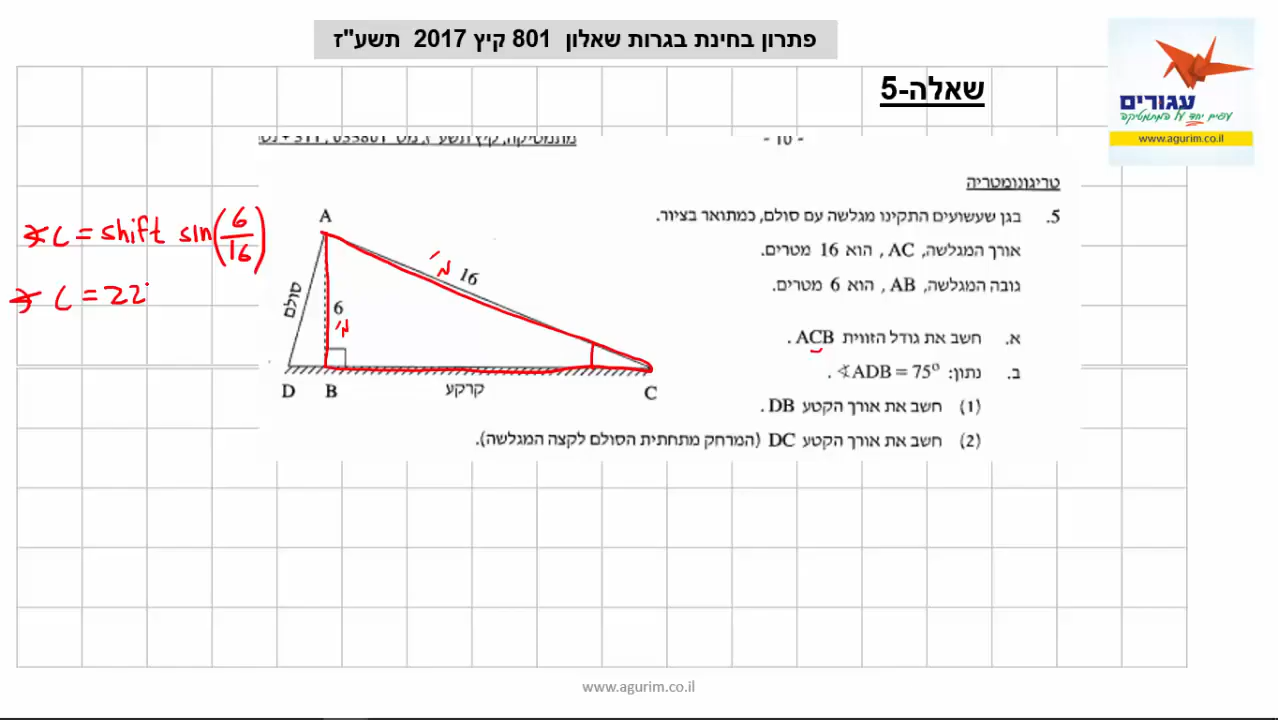 פתרון בחינת בגרות שאלון 801 קיץ 2017 תשע"ז
עגורים
www.agurim.co.il
שאלה-5
- 10 -
טריגונומטריה
5. בגן שעשועים התקינו מגלשה עם סולם, כמתואר בציור.
אורך המגלשה, AC , הוא 16 מטרים.
גובה המגלשה, AB , הוא 6 מטרים.
א. חשב את גודל הזווית ACB .
ב. נתון: ∢ADB = 75° .
(1) חשב את אורך הקטע DB .
(2) חשב את אורך הקטע DC (המרחק מתחתית הסולם לקצה המגלשה).
A
16 מ'
סולם
6
מ'
D B C
קרקע
∢C = shift sin(6/16)
∢C = 22
www.agurim.co.il